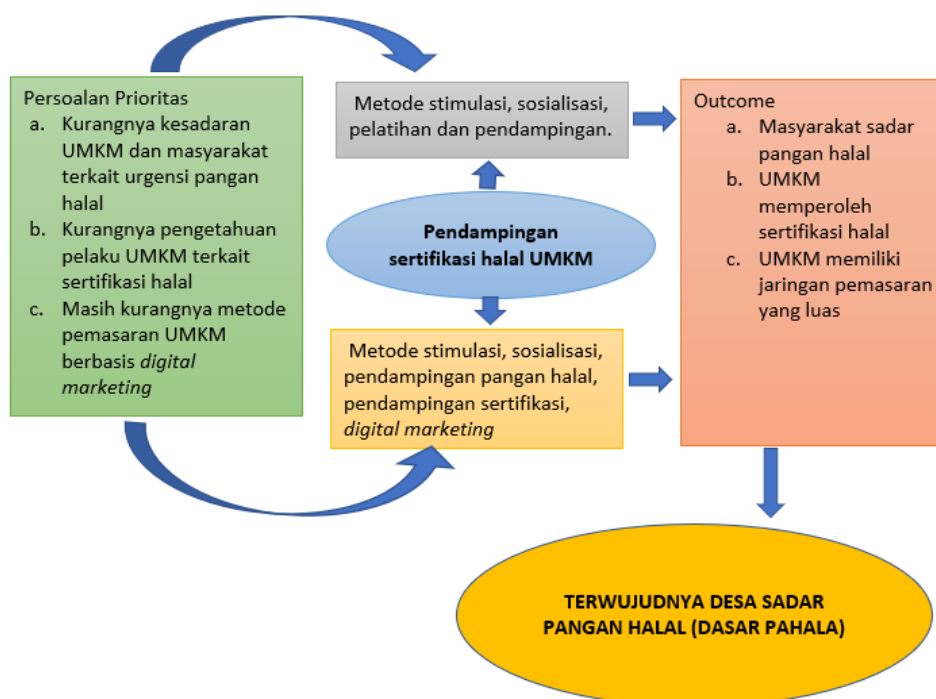 Persoalan Prioritas
a. Kurangnya kesadaran
UMKM dan masyarakat
terkait urgensi pangan
halal
b. Kurangnya pengetahuan
pelaku UMKM terkait
sertifikasi halal
c. Masih kurangnya metode
pemasaran UMKM
berbasis digital
marketing
Metode stimulasi, sosialisasi,
pelatihan dan pendampingan.
Pendampingan
sertifikasi halal UMKM
Metode stimulasi, sosialisasi,
pendampingan pangan halal,
pendampingan sertifikasi,
digital marketing
Outcome
a. Masyarakat sadar
pangan halal
b. UMKM
memperoleh
sertifikasi halal
c. UMKM memiliki
jaringan pemasaran
yang luas
TERWUJUDNYA DESA SADAR
PANGAN HALAL (DASAR PAHALA)